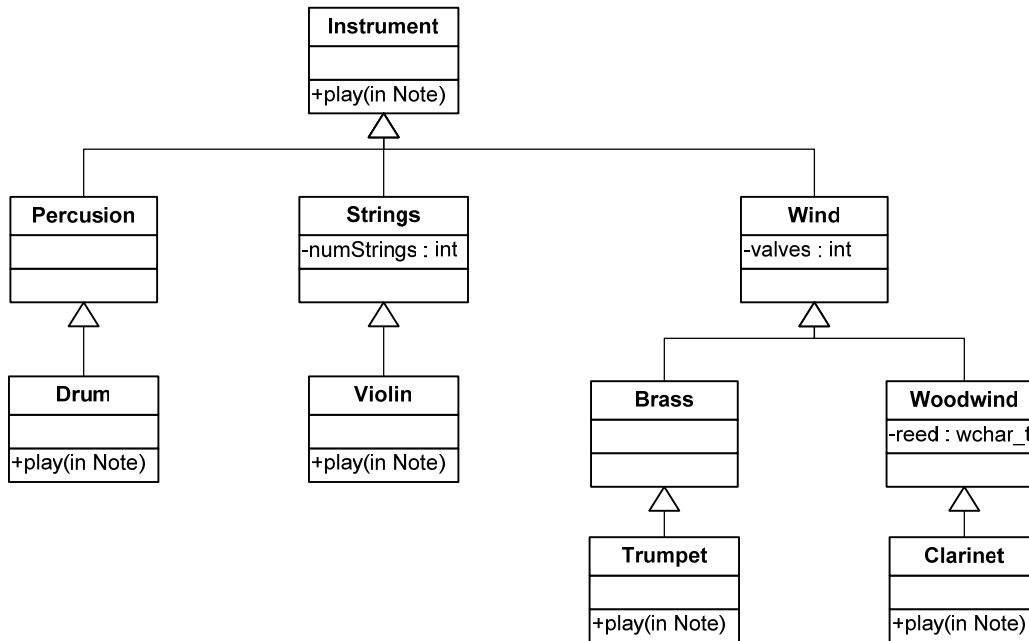 Instrument
+play(in Note)
Percusion
Strings
-numStrings : int
Wind
-valves : int
Drum
+play(in Note)
Violin
+play(in Note)
Brass
Woodwind
-reed : wchar_t
Trumpet
+play(in Note)
Clarinet
+play(in Note)